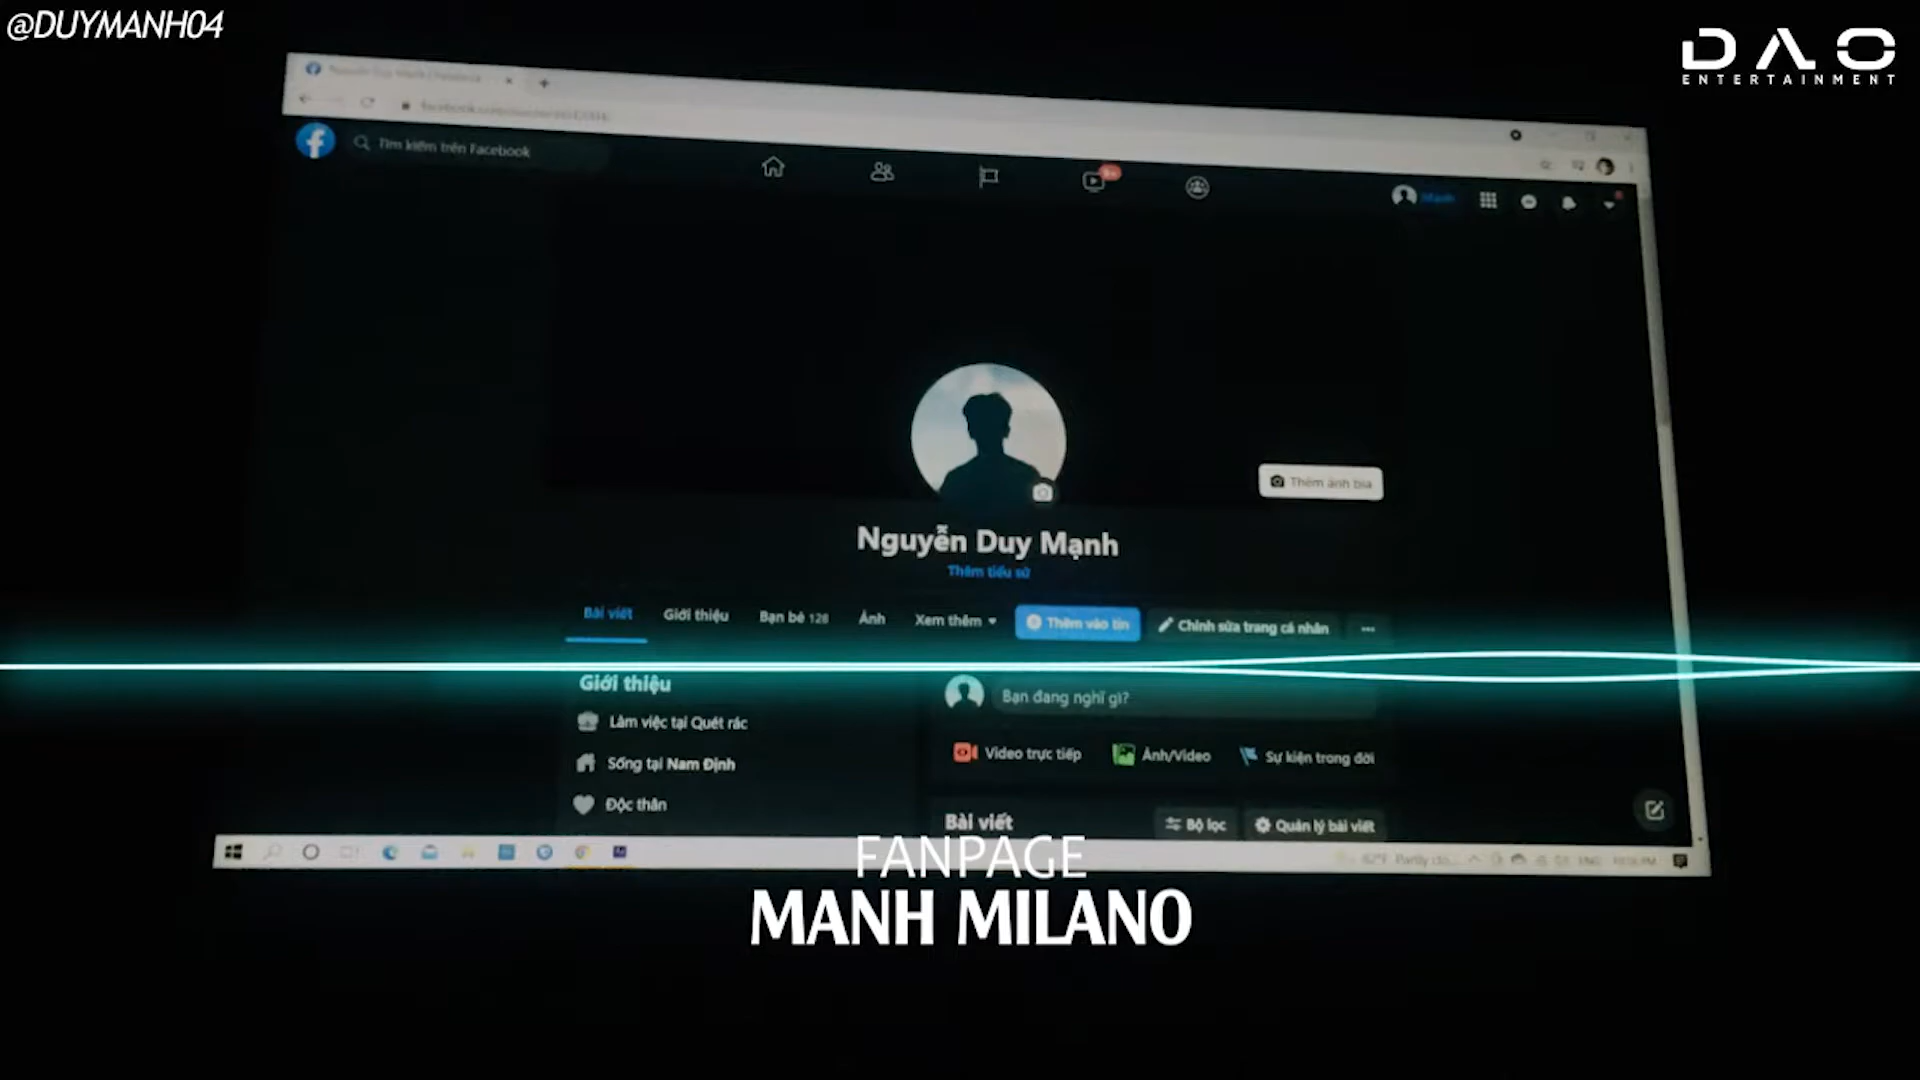 @DUYMANH04
DAO
ENTERTAINMENT
Tìm kiếm trên Facebook
9+
Mạnh
Thêm ảnh bìa
Nguyễn Duy Mạnh
Thêm tiểu sử
Bài viết Giới thiệu Bạn bè 128 Ảnh Xem thêm Thêm vào tin Chỉnh sửa trang cá nhân
Giới thiệu
Bạn đang nghĩ gì?
Làm việc tại Quét rác
Video trực tiếp Ảnh/Video Sự kiện trong đời
Sống tại Nam Định
Độc thân
Bài viết Bộ lọc Quản lý bài viết
FANPAGE
MANH MILANO